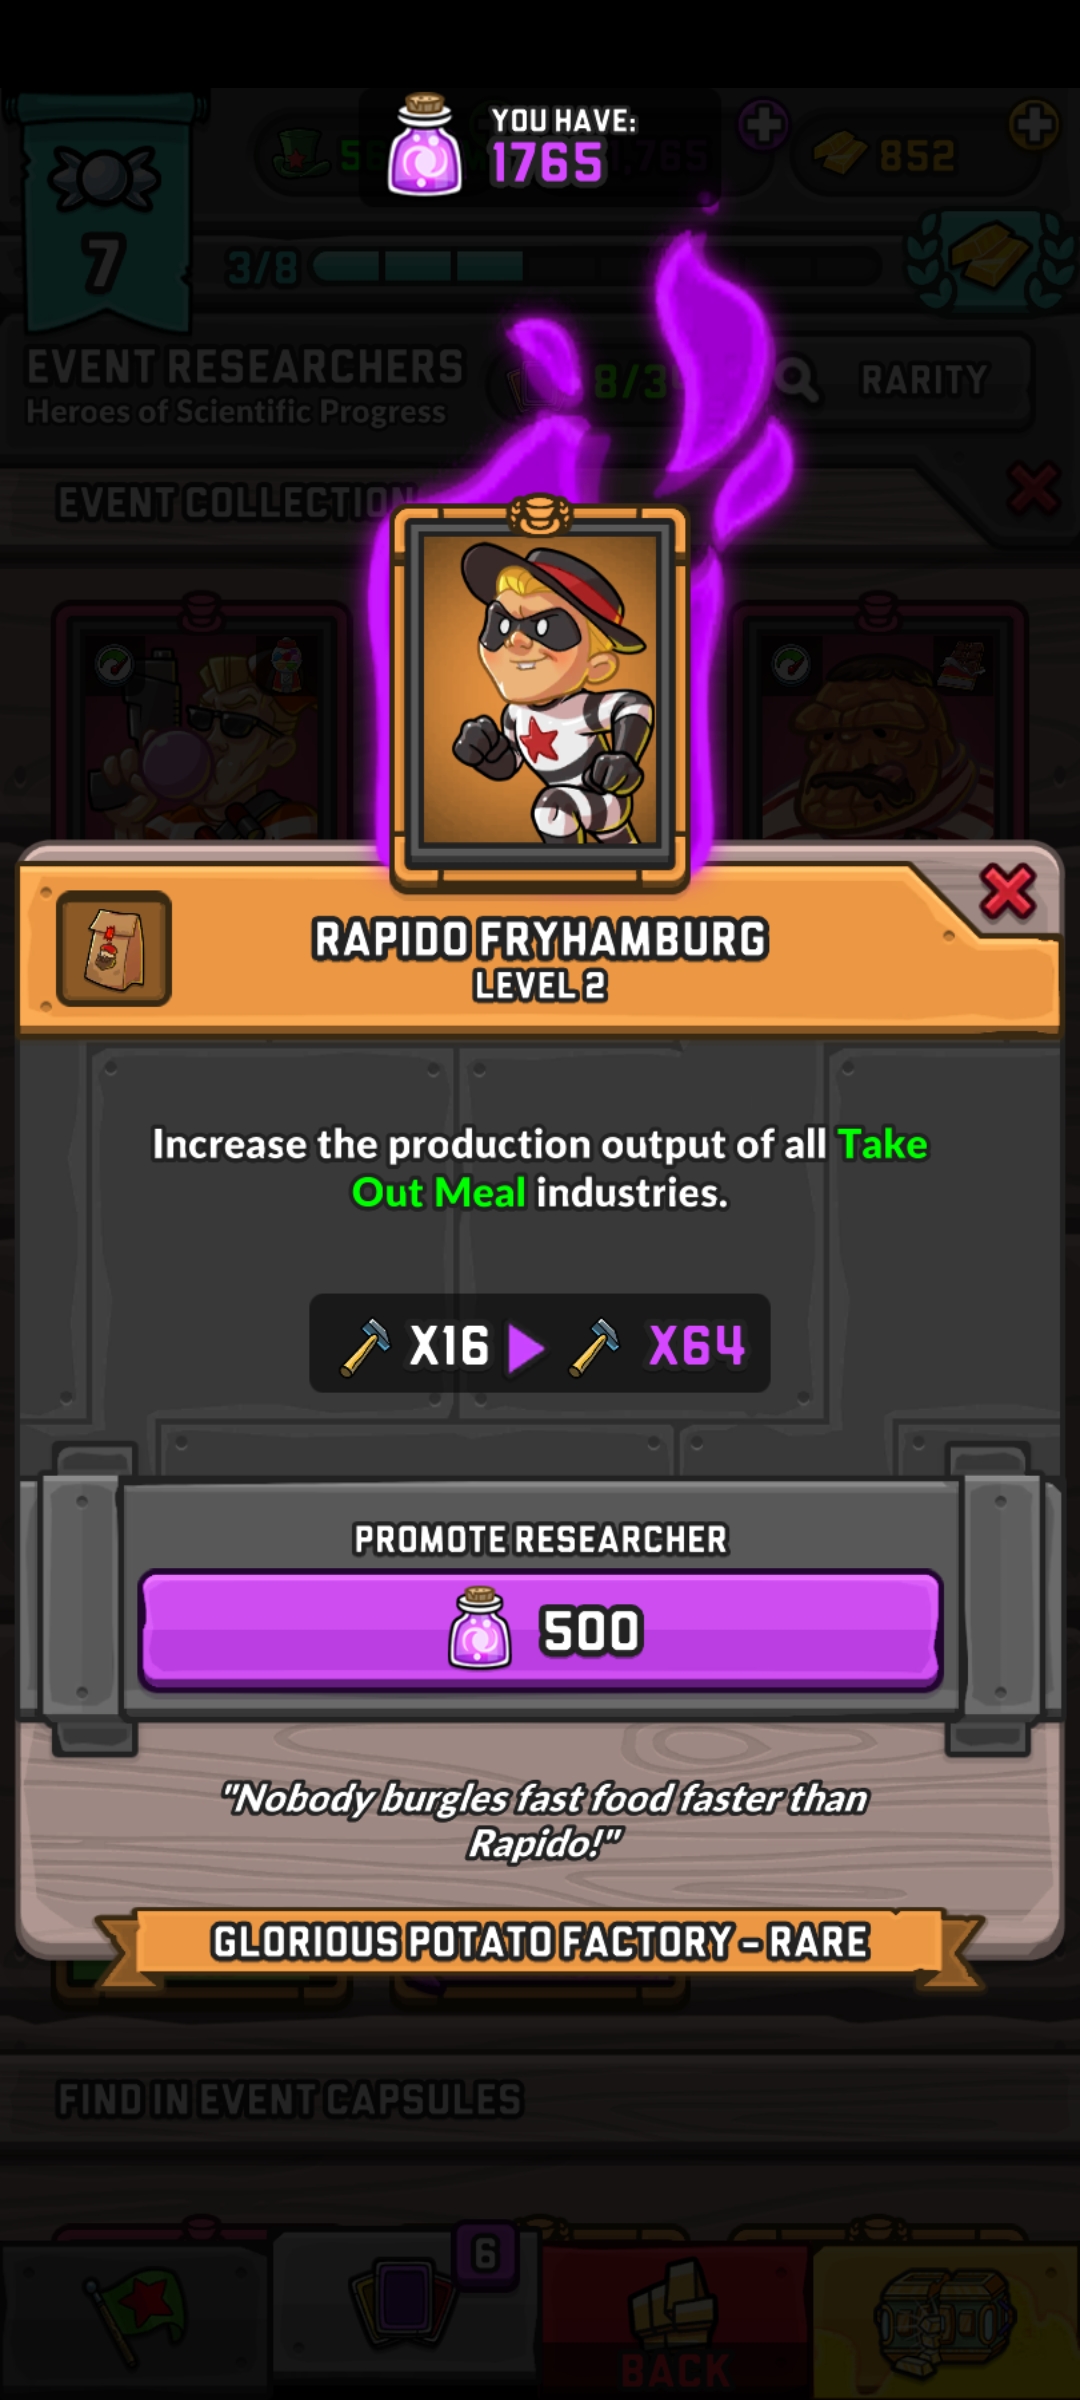 YOU HAVE:
1765
852
7
3/8
EVENT RESEARCHERS
Heroes of Scientific Progress
RARITY
EVENT COLLECTION
RAPIDO FRYHAMBURG
LEVEL 2
Increase the production output of all Take
Out Meal industries.
X16 X64
PROMOTE RESEARCHER
500
"Nobody burgles fast food faster than
Rapido!"
GLORIOUS POTATO FACTORY - RARE
FIND IN EVENT CAPSULES
6
BACK